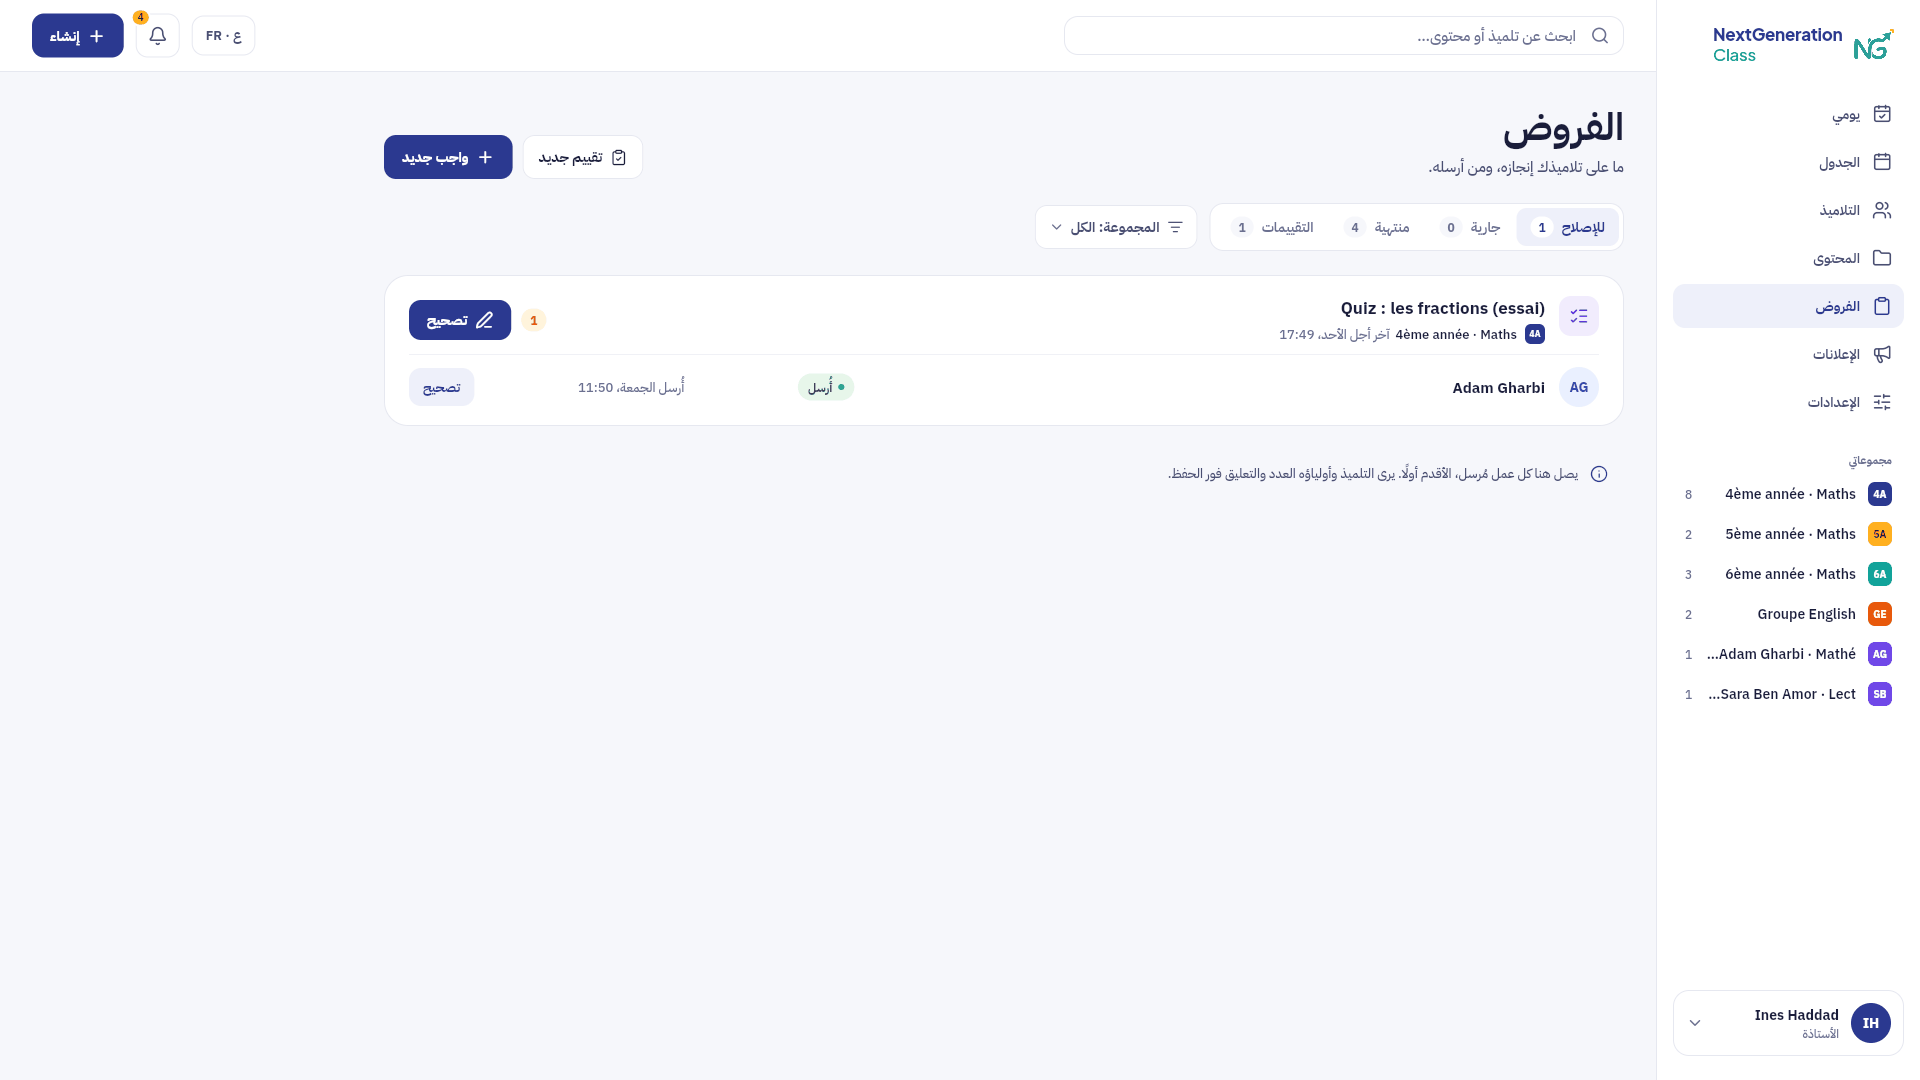 NextGeneration
Class
يومي
الجدول
التلاميذ
المحتوى
الفروض
الإعلانات
الإعدادات
مجموعاتي
4A 4ème année · Maths 8
5A 5ème année · Maths 2
6A 6ème année · Maths 3
GE Groupe English 2
AG Adam Gharbi · Mathé... 1
SB Sara Ben Amor · Lect... 1
IH Ines Haddad
الأستاذة
ابحث عن تلميذ أو محتوى...
ع · FR
4
إنشاء
الفروض
ما على تلاميذك إنجازه، ومن أرسله.
تقييم جديد
واجب جديد
للإصلاح 1
جارية 0
منتهية 4
التقييمات 1
المجموعة: الكل
Quiz : les fractions (essai)
4A 4ème année · Maths آخر أجل الأحد، 17:49
1
تصحيح
AG Adam Gharbi
أُرسل
أُرسل الجمعة، 11:50
تصحيح
يصل هنا كل عمل مُرسل، الأقدم أولًا. يرى التلميذ وأولياؤه العدد والتعليق فور الحفظ.